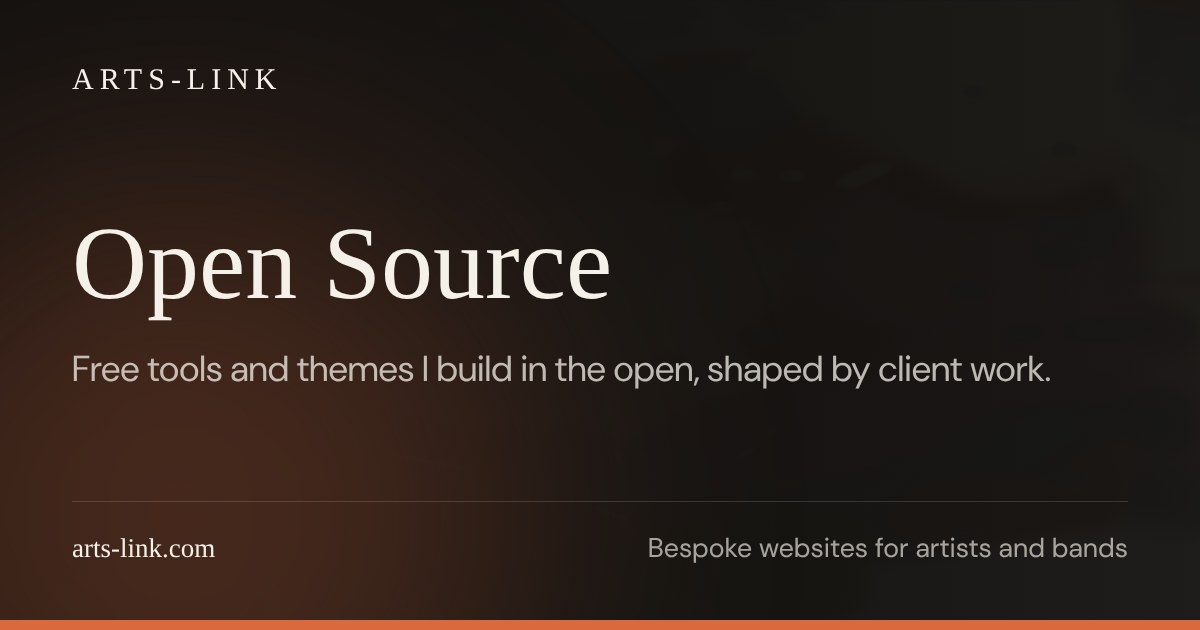 ARTS-LINK
Open Source
Free tools and themes I build in the open, shaped by client work.
arts-link.com
Bespoke websites for artists and bands